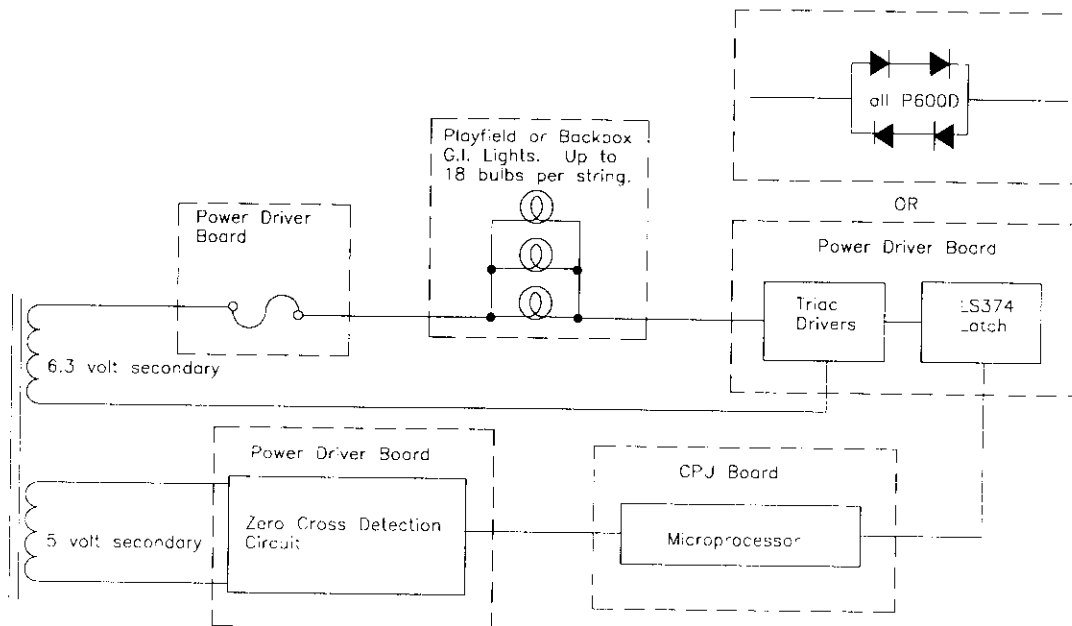 all P600D
Playfield or Backbox
G.I. Lights. Up to
18 bulbs per string.
OR
Power Driver
Board
Power Driver Board
Triac
Drivers
LS374
Latch
6.3 volt secondary
Power Driver Board
CPJ Board
Zero Cross Detection
Circuit
Microprocessor
5 volt secondary